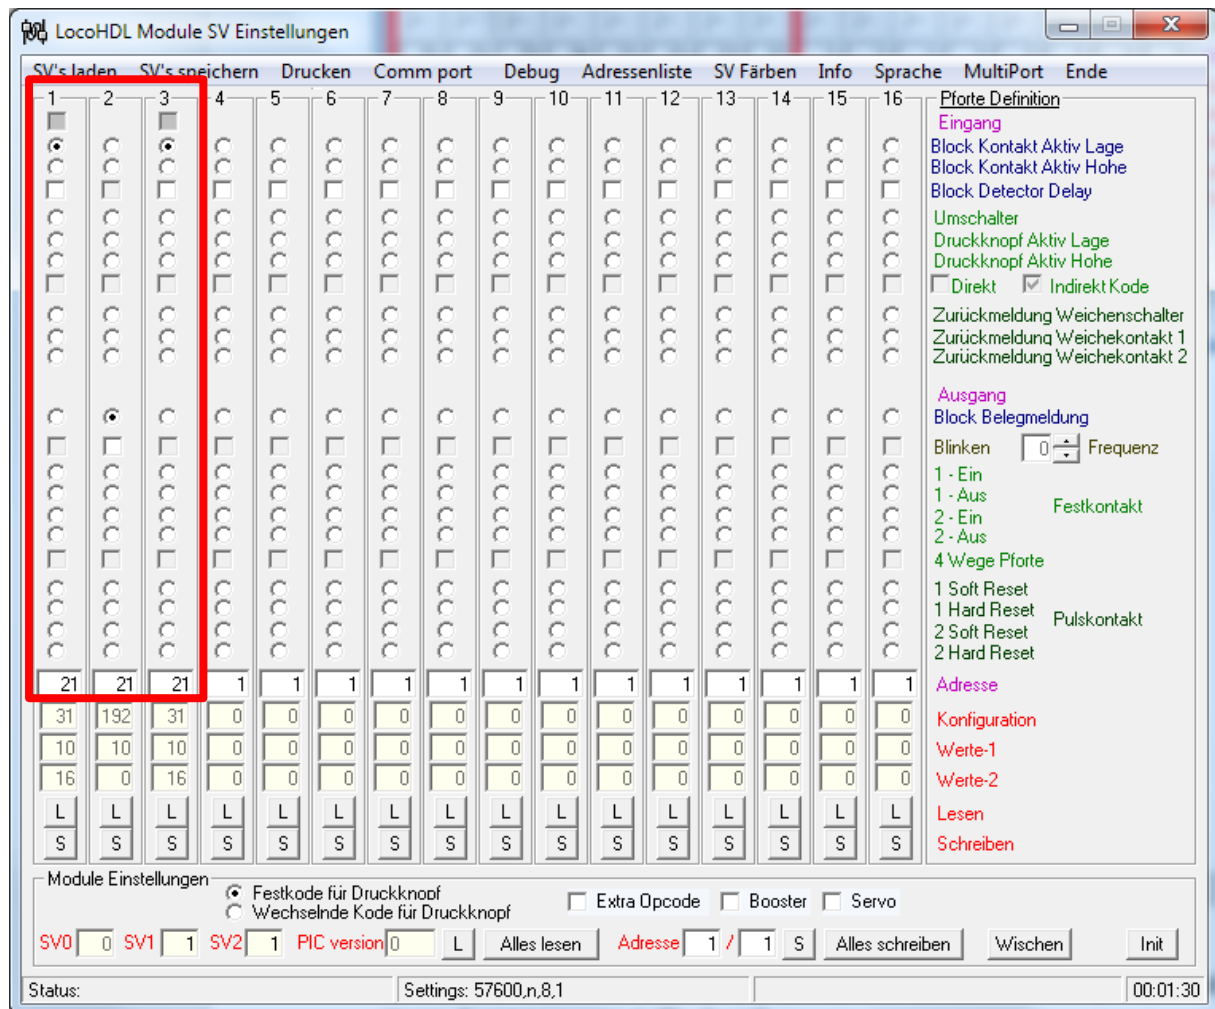 LocoHDL Module SV Einstellungen
SV's laden SV's speichern Drucken Comm port Debug Adressenliste SV Färben Info Sprache MultiPort Ende
1 2 3 4 5 6 7 8 9 10 11 12 13 14 15 16 Pforte Definition
Eingang
Block Kontakt Aktiv Lage
Block Kontakt Aktiv Hohe
Block Detector Delay
Umschalter
Druckknopf Aktiv Lage
Druckknopf Aktiv Hohe
Direkt Indirekt Kode
Zurückmeldung Weichenschalter
Zurückmeldung Weichekontakt 1
Zurückmeldung Weichekontakt 2
Ausgang
Block Belegmeldung
Blinken 0 Frequenz
1 - Ein
1 - Aus
Festkontakt
2 - Ein
2 - Aus
4 Wege Pforte
1 Soft Reset
1 Hard Reset
Pulskontakt
2 Soft Reset
2 Hard Reset
21 21 21 1 1 1 1 1 1 1 1 1 1 1 1 1 Adresse
31 192 31 0 0 0 0 0 0 0 0 0 0 0 0 0 Konfiguration
10 10 10 0 0 0 0 0 0 0 0 0 0 0 0 0 Werte-1
16 0 16 0 0 0 0 0 0 0 0 0 0 0 0 0 Werte-2
L L L L L L L L L L L L L L L L Lesen
S S S S S S S S S S S S S S S S Schreiben
Module Einstellungen
Festkode für Druckknopf
Wechselnde Kode für Druckknopf
Extra Opcode Booster Servo
SV0 0 SV1 1 SV2 1 PIC version 0 L Alles lesen Adresse 1 / 1 S Alles schreiben Wischen Init
Status: Settings: 57600,n,8,1 00:01:30